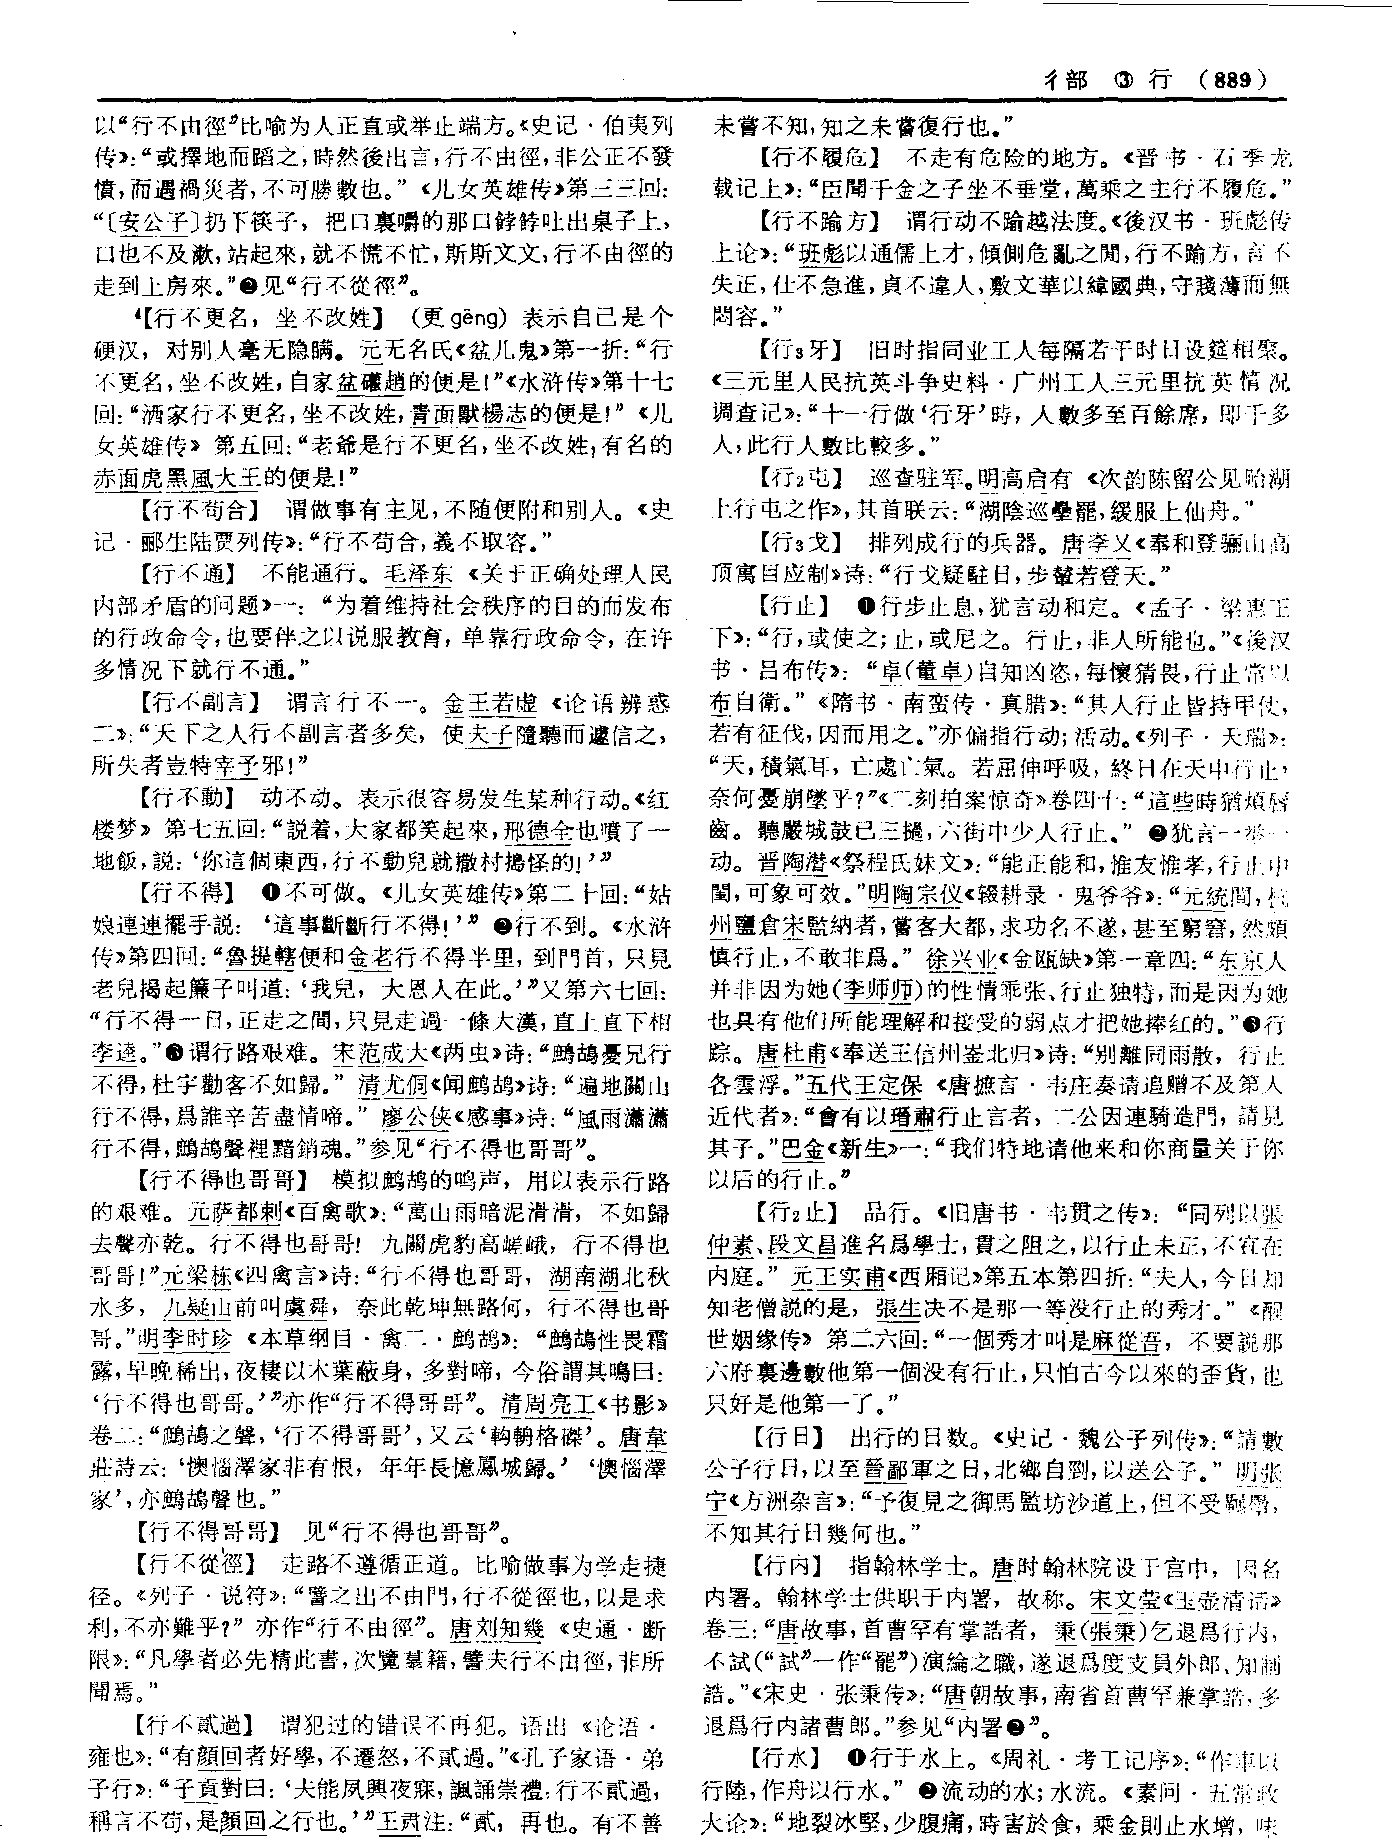 彳部 ③ 行 （889）
以“行不由徑”比喻为人正直或举止端方。《史记·伯夷列
传》：“或擇地而蹈之，時然後出言，行不由徑，非公正不發
憤，而遇禍災者，不可勝數也。”《儿女英雄传》第三三回：
“〔安公子〕扔下筷子，把口裏嚼的那口餑餑吐出桌子上，
口也不及漱，站起來，就不慌不忙，斯斯文文，行不由徑的
走到上房來。”❷见“行不從徑”。
【行不更名，坐不改姓】（更 gēng）表示自己是个
硬汉，对别人毫无隐瞒。元无名氏《盆儿鬼》第一折：“行
不更名，坐不改姓，自家盆罐趙的便是！”《水浒传》第十七
回：“洒家行不更名，坐不改姓，青面獸楊志的便是！”《儿
女英雄传》第五回：“老爺是行不更名，坐不改姓，有名的
赤面虎黑風大王的便是！”
【行不苟合】 谓做事有主见，不随便附和别人。《史
记·郦生陆贾列传》：“行不苟合，義不取容。”
【行不通】 不能通行。毛泽东《关于正确处理人民
内部矛盾的问题》一：“为着维持社会秩序的目的而发布
的行政命令，也要伴之以说服教育，单靠行政命令，在许
多情况下就行不通。”
【行不副言】 谓言行不一。金王若虚《论语辨惑
二》：“天下之人行不副言者多矣，使夫子隨聽而遽信之，
所失者豈特宰予邪！”
【行不動】 动不动。表示很容易发生某种行动。《红
楼梦》第七五回：“説着，大家都笑起來，邢德全也噴了一
地飯，説：‘你這個東西，行不動兒就撒村搗怪的！’”
【行不得】 ❶不可做。《儿女英雄传》第二十回：“姑
娘連連擺手説：‘這事斷斷行不得！’”❷行不到。《水浒
传》第四回：“魯提轄便和金老行不得半里，到門首，只見
老兒揭起簾子叫道：‘我兒，大恩人在此。’”又第六七回：
“行不得一日，正走之間，只見走過一條大漢，直上直下相
李逵。”❸谓行路艰难。宋范成大《两虫》诗：“鷓鴣憂兄行
不得，杜宇勸客不如歸。”清尤侗《闻鹧鸪》诗：“遍地關山
行不得，爲誰辛苦盡情啼。”廖公侠《感事》诗：“風雨瀟瀟
行不得，鷓鴣聲裡黯銷魂。”参见“行不得也哥哥”。
【行不得也哥哥】 模拟鹧鸪的鸣声，用以表示行路
的艰难。元萨都剌《百禽歌》：“萬山雨暗泥滑滑，不如歸
去聲亦乾。行不得也哥哥！九關虎豹高嵯峨，行不得也
哥哥！”元梁栋《四禽言》诗：“行不得也哥哥，湖南湖北秋
水多，九疑山前叫虞舜，奈此乾坤無路何，行不得也哥
哥。”明李时珍《本草纲目·禽二·鹧鸪》：“鷓鴣性畏霜
露，早晚稀出，夜棲以木葉蔽身，多對啼，今俗謂其鳴曰：
‘行不得也哥哥。’”亦作“行不得哥哥”。清周亮工《书影》
卷二：“鷓鴣之聲，‘行不得哥哥’，又云‘鉤輈格磔’。唐韋
莊詩云：‘懊惱澤家非有恨，年年長憶鳳城歸。’‘懊惱澤
家’，亦鷓鴣聲也。”
【行不得哥哥】 见“行不得也哥哥”。
【行不從徑】 走路不遵循正道。比喻做事为学走捷
径。《列子·说符》：“譬之出不由門，行不從徑也，以是求
利，不亦難乎？”亦作“行不由徑”。唐刘知幾《史通·断
限》：“凡學者必先精此書，次覽羣籍，譬夫行不由徑，非所
聞焉。”
【行不貳過】 谓犯过的错误不再犯。语出《论语·
雍也》：“有顏回者好學，不遷怒，不貳過。”《孔子家语·弟
子行》：“子貢對曰：‘夫能夙興夜寐，諷誦崇禮，行不貳過，
稱言不苟，是顏回之行也。’”王肃注：“貳，再也。有不善
未嘗不知，知之未嘗復行也。”
【行不履危】 不走有危险的地方。《晋书·石季龙
载记上》：“臣聞千金之子坐不垂堂，萬乘之主行不履危。”
【行不踰方】 谓行动不踰越法度。《後汉书·班彪传
上论》：“班彪以通儒上才，傾側危亂之間，行不踰方，言不
失正，仕不急進，貞不違人，敷文華以緯國典，守賤薄而無
悶容。”
【行3牙】 旧时指同业工人每隔若干时日设筵相聚。
《三元里人民抗英斗争史料·广州工人三元里抗英情况
调查记》：“十一行做‘行牙’時，人數多至百餘席，即千多
人，此行人數比較多。”
【行2屯】 巡查驻军。明高启有《次韵陈留公见贻湖
上行屯之作》，其首联云：“湖陰巡壘罷，緩服上仙舟。”
【行3戈】 排列成行的兵器。唐李乂《奉和登骊山高
顶寓目应制》诗：“行戈疑駐日，步輦若登天。”
【行止】 ❶行步止息，犹言动和定。《孟子·梁惠王
下》：“行，或使之；止，或尼之。行止，非人所能也。”《後汉
书·吕布传》：“卓（董卓）自知凶恣，每懷猜畏，行止常以
布自衛。”《隋书·南蛮传·真腊》：“其人行止皆持甲仗，
若有征伐，因而用之。”亦偏指行动；活动。《列子·天瑞》：
“天，積氣耳，亡處亡氣。若屈伸呼吸，終日在天中行止，
奈何憂崩墜乎？”《二刻拍案惊奇》卷四十：“這些時猶煩唇
齒。聽嚴城鼓已三撾，六街中少人行止。”❷犹言一举一
动。晋陶潜《祭程氏妹文》：“能正能和，惟友惟孝，行止中
閨，可象可效。”明陶宗仪《辍耕录·鬼爷爷》：“元統間，杭
州鹽倉宋監納者，嘗客大都，求功名不遂，甚至窮窘，然頗
慎行止，不敢非爲。”徐兴业《金瓯缺》第一章四：“东京人
并非因为她（李师师）的性情乖张、行止独特，而是因为她
也具有他们所能理解和接受的弱点才把她捧红的。”❸行
踪。唐杜甫《奉送王信州崟北归》诗：“别離同雨散，行止
各雲浮。”五代王定保《唐摭言·韦庄奏请追赠不及第人
近代者》：“會有以瑨肅行止言者，二公因連騎造門，請見
其子。”巴金《新生》一：“我们特地请他来和你商量关于你
以后的行止。”
【行2止】 品行。《旧唐书·韦贯之传》：“同列以張
仲素、段文昌進名爲學士，貫之阻之，以行止未正，不宜在
内庭。”元王实甫《西厢记》第五本第四折：“夫人，今日却
知老僧説的是，張生决不是那一等没行止的秀才。”《醒
世姻缘传》第二六回：“一個秀才叫是麻從吾，不要説那
六府裏邊數他第一個没有行止，只怕古今以來的歪貨，也
只好是他第一了。”
【行日】 出行的日数。《史记·魏公子列传》：“請數
公子行日，以至晉鄙軍之日，北鄉自剄，以送公子。”明张
宁《方洲杂言》：“予復見之御馬監坊沙道上，但不受羈靮，
不知其行日幾何也。”
【行内】 指翰林学士。唐时翰林院设于宫中，因名
内署。翰林学士供职于内署，故称。宋文莹《玉壶清话》
卷三：“唐故事，首曹罕有掌誥者，秉（張秉）乞退爲行内，
不試（“試”一作“罷”）演綸之職，遂退爲度支員外郎、知制
誥。”《宋史·张秉传》：“唐朝故事，南省首曹罕兼掌誥，多
退爲行内諸曹郎。”参见“内署❷”。
【行水】 ❶行于水上。《周礼·考工记序》：“作車以
行陸，作舟以行水。”❷流动的水；水流。《素问·五常政
大论》：“地裂冰堅，少腹痛，時害於食，乘金則止水增，味